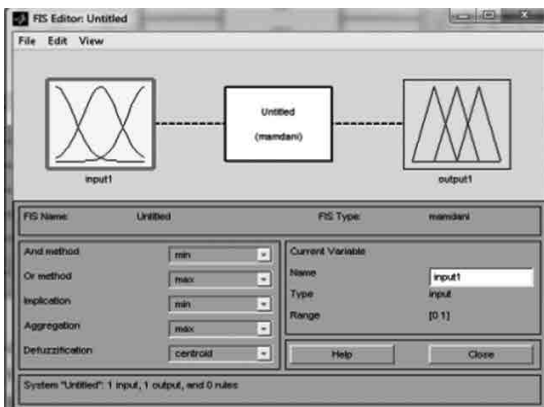 FIS Editor: Untitled
File Edit View
Untitled
(mamdani)
input1
output1
FIS Name: Untitled FIS Type: mamdani
And method min
Or method max
Implication min
Aggregation max
Defuzzification centroid
Current Variable
Name input1
Type input
Range [0 1]
Help Close
System "Untitled": 1 input, 1 output, and 0 rules